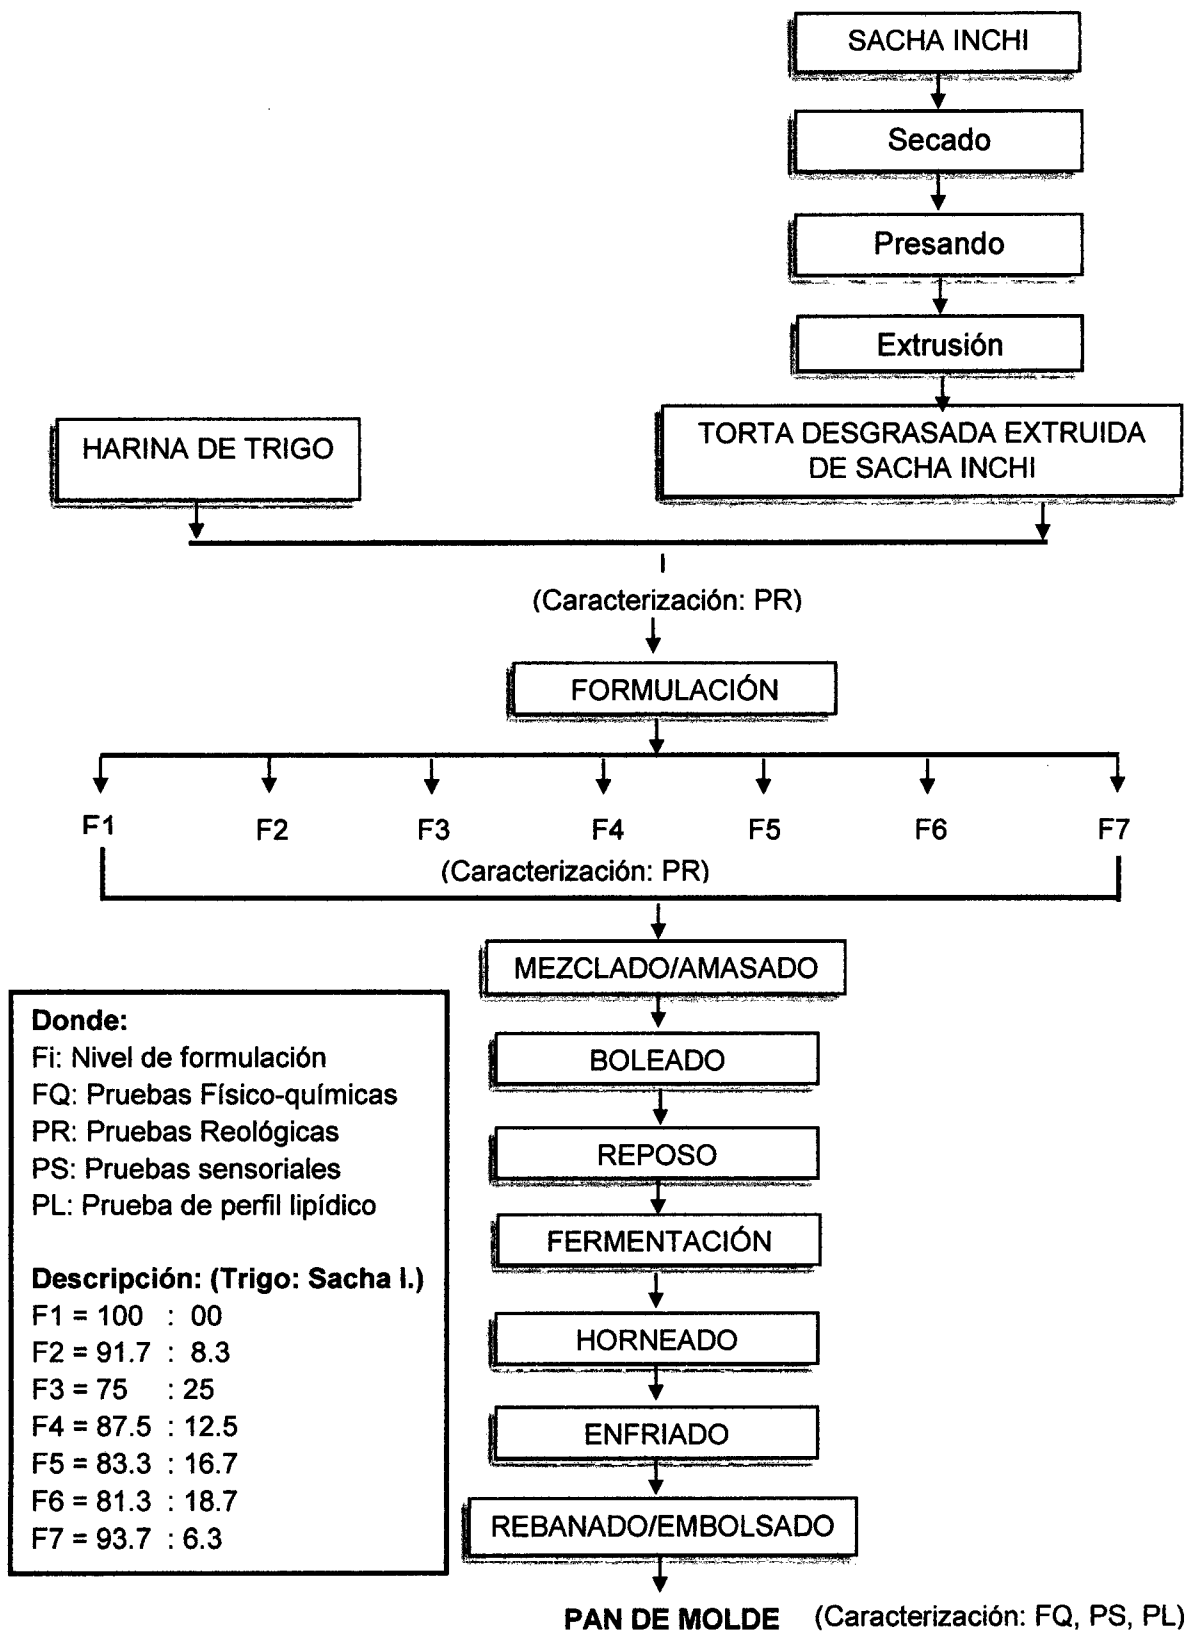 SACHA INCHI
Secado
Presando
Extrusión
HARINA DE TRIGO
TORTA DESGRASADA EXTRUIDA
DE SACHA INCHI
(Caracterización: PR)
FORMULACIÓN
F1 F2 F3 F4 F5 F6 F7
(Caracterización: PR)
MEZCLADO/AMASADO
BOLEADO
REPOSO
FERMENTACIÓN
HORNEADO
ENFRIADO
REBANADO/EMBOLSADO
PAN DE MOLDE (Caracterización: FQ, PS, PL)
Donde:
Fi: Nivel de formulación
FQ: Pruebas Físico-químicas
PR: Pruebas Reológicas
PS: Pruebas sensoriales
PL: Prueba de perfil lipídico
Descripción: (Trigo: Sacha I.)
F1 = 100 : 00
F2 = 91.7 : 8.3
F3 = 75 : 25
F4 = 87.5 : 12.5
F5 = 83.3 : 16.7
F6 = 81.3 : 18.7
F7 = 93.7 : 6.3